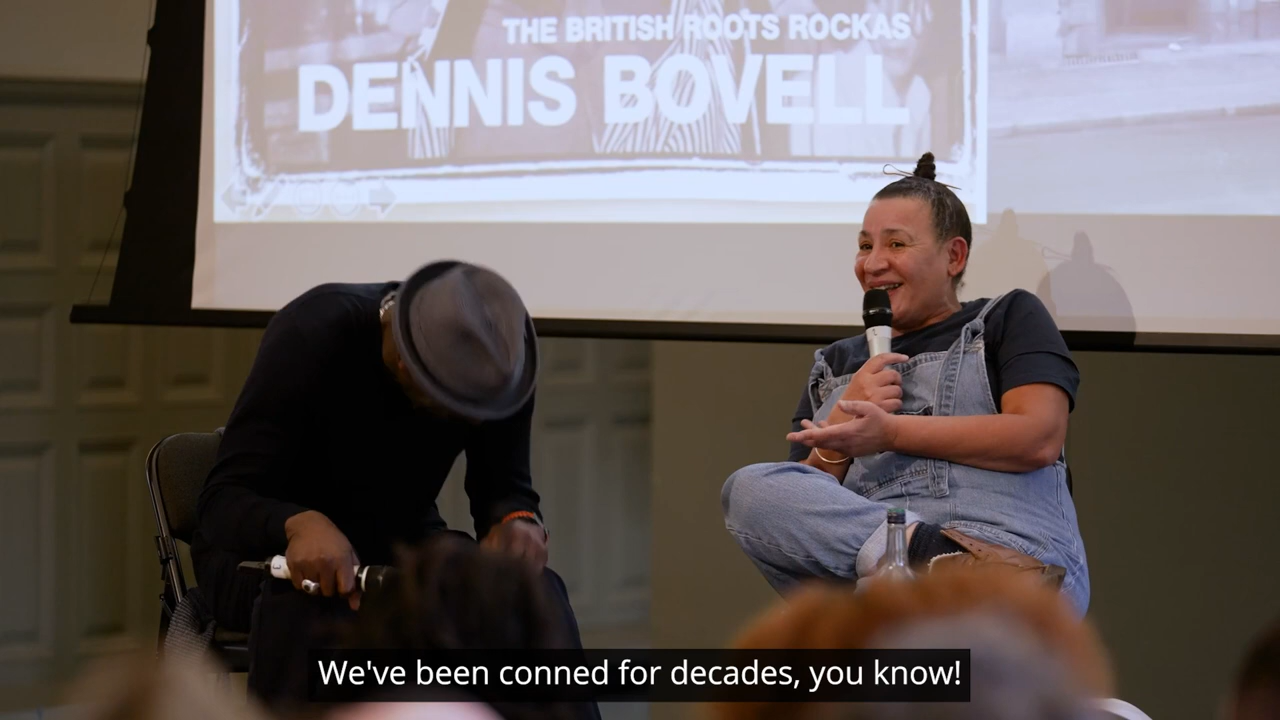 THE BRITISH ROOTS ROCKAS
DENNIS BOVELL
We've been conned for decades, you know!